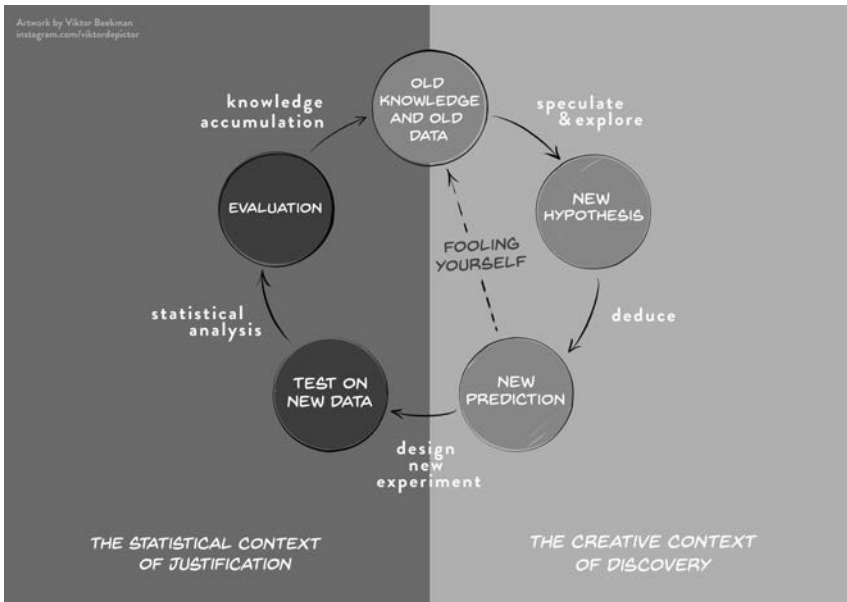 Artwork by Viktor Beekman
instagram.com/viktordepictor
OLD
KNOWLEDGE
AND OLD
DATA
speculate
& explore
NEW
HYPOTHESIS
deduce
NEW
PREDICTION
FOOLING
YOURSELF
design
new
experiment
TEST ON
NEW DATA
statistical
analysis
EVALUATION
knowledge
accumulation
THE STATISTICAL CONTEXT
OF JUSTIFICATION
THE CREATIVE CONTEXT
OF DISCOVERY